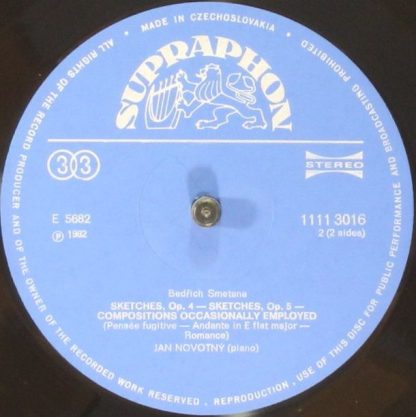 MADE IN CZECHOSLOVAKIA
ALL RIGHTS OF THE RECORD PRODUCER AND OF THE OWNER OF THE RECORDED WORK RESERVED . REPRODUCTION . USE OF THIS DISC FOR PUBLIC PERFORMANCE AND BROADCASTING PROHIBITED
SUPRAPHON
33
STEREO
E 5682
℗ 1982
1111 3016
2 (2 sides)
Bedřich Smetana
SKETCHES, Op. 4 — SKETCHES, Op. 5 —
COMPOSITIONS OCCASIONALLY EMPLOYED
(Pensée fugitive — Andante in E flat major —
Romance)
JAN NOVOTNÝ (piano)